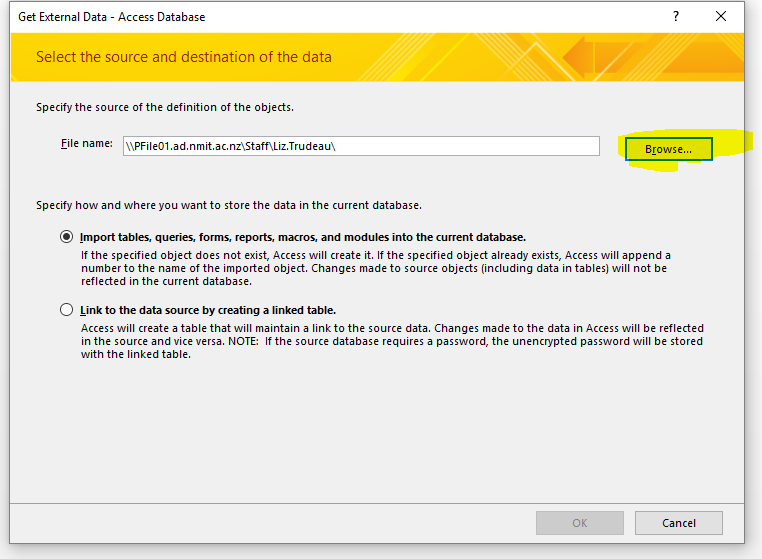 Get External Data - Access Database
Select the source and destination of the data
Specify the source of the definition of the objects.
File name: \\PFile01.ad.nmit.ac.nz\Staff\Liz.Trudeau\ Browse...
Specify how and where you want to store the data in the current database.
Import tables, queries, forms, reports, macros, and modules into the current database.
If the specified object does not exist, Access will create it. If the specified object already exists, Access will append a
number to the name of the imported object. Changes made to source objects (including data in tables) will not be
reflected in the current database.
Link to the data source by creating a linked table.
Access will create a table that will maintain a link to the source data. Changes made to the data in Access will be reflected
in the source and vice versa. NOTE:  If the source database requires a password, the unencrypted password will be stored
with the linked table.
OK Cancel